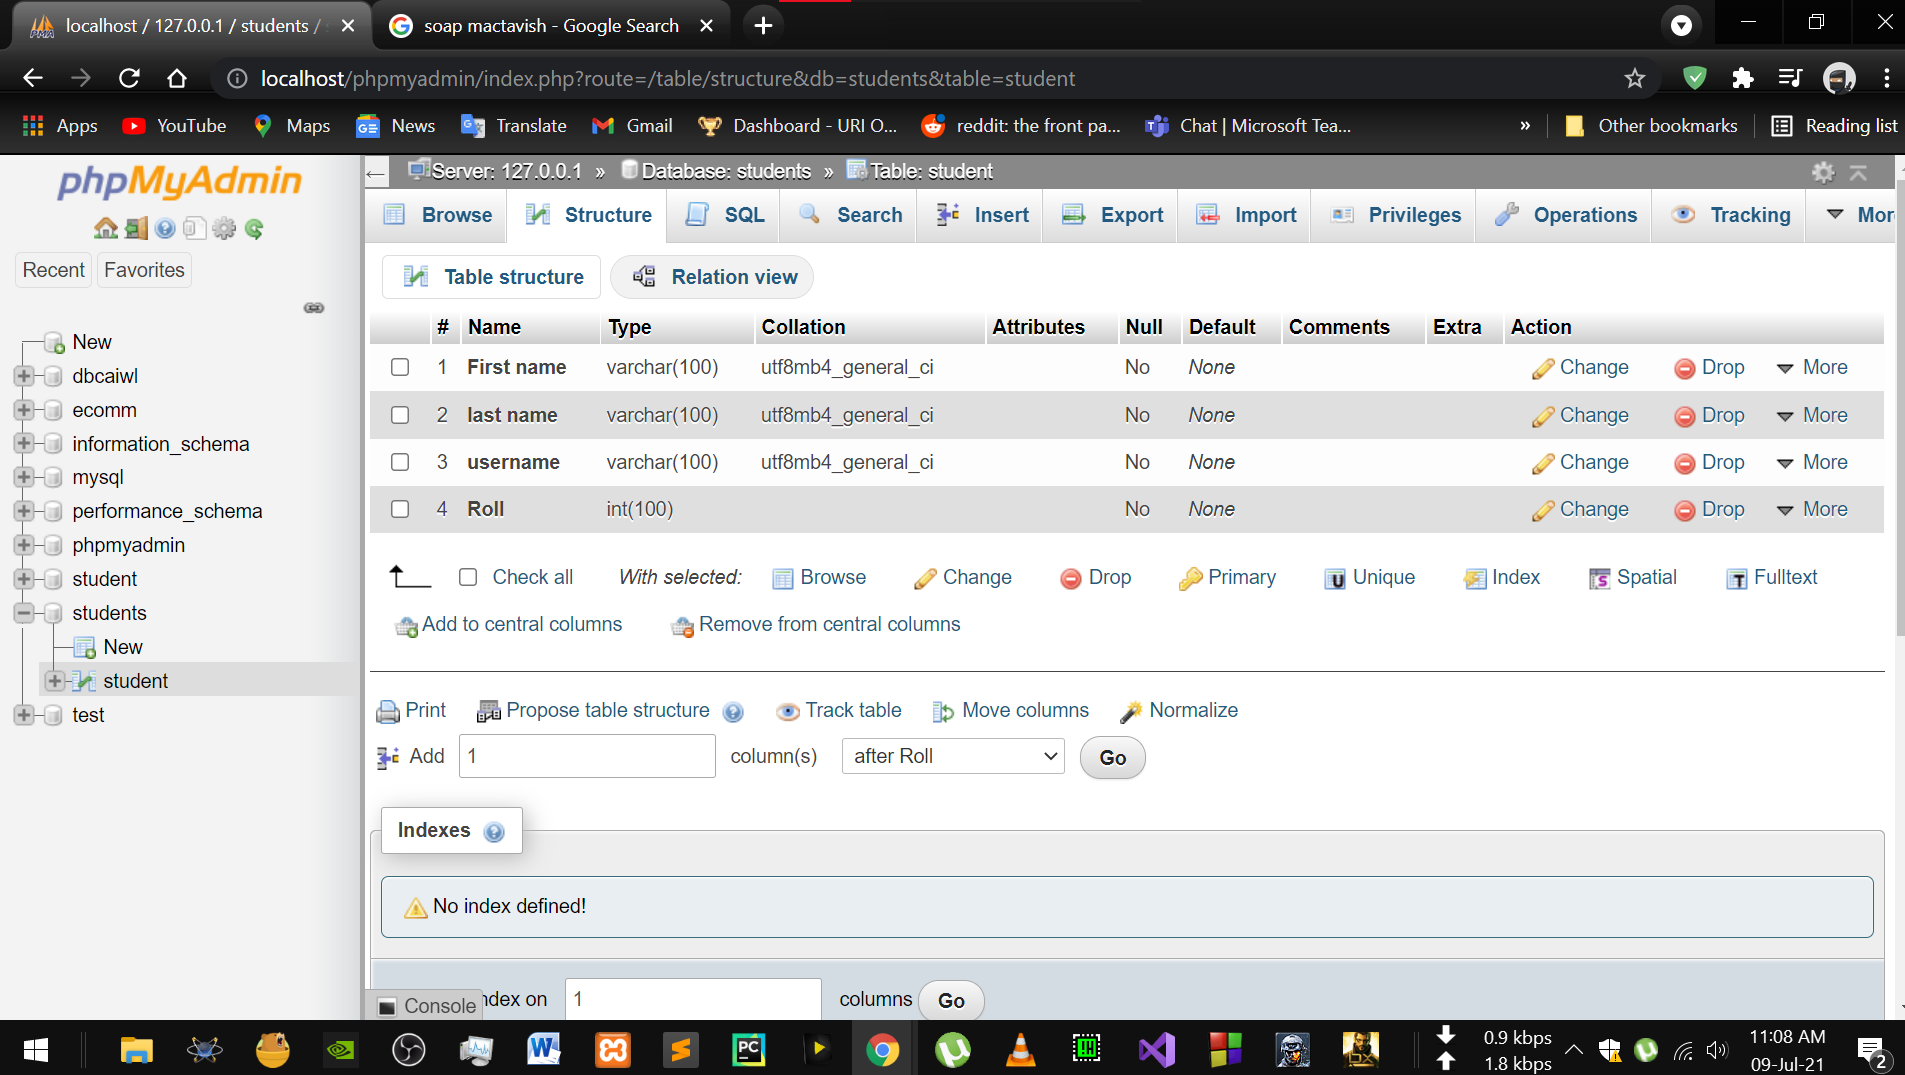 localhost / 127.0.0.1 / students /
soap mactavish - Google Search
localhost/phpmyadmin/index.php?route=/table/structure&db=students&table=student
Apps YouTube Maps News Translate Gmail Dashboard - URI O... reddit: the front pa... Chat | Microsoft Tea... » Other bookmarks Reading list
phpMyAdmin
Recent Favorites
New
dbcaiwl
ecomm
information_schema
mysql
performance_schema
phpmyadmin
student
students
New
student
test
Server: 127.0.0.1 » Database: students » Table: student
Browse Structure SQL Search Insert Export Import Privileges Operations Tracking Mor
Table structure Relation view
# Name Type Collation Attributes Null Default Comments Extra Action
1 First name varchar(100) utf8mb4_general_ci No None Change Drop More
2 last name varchar(100) utf8mb4_general_ci No None Change Drop More
3 username varchar(100) utf8mb4_general_ci No None Change Drop More
4 Roll int(100) No None Change Drop More
Check all With selected: Browse Change Drop Primary Unique Index Spatial Fulltext
Add to central columns Remove from central columns
Print Propose table structure Track table Move columns Normalize
Add 1 column(s) after Roll Go
Indexes
No index defined!
Console ndex on 1 columns Go
0.9 kbps
1.8 kbps
11:08 AM
09-Jul-21
2